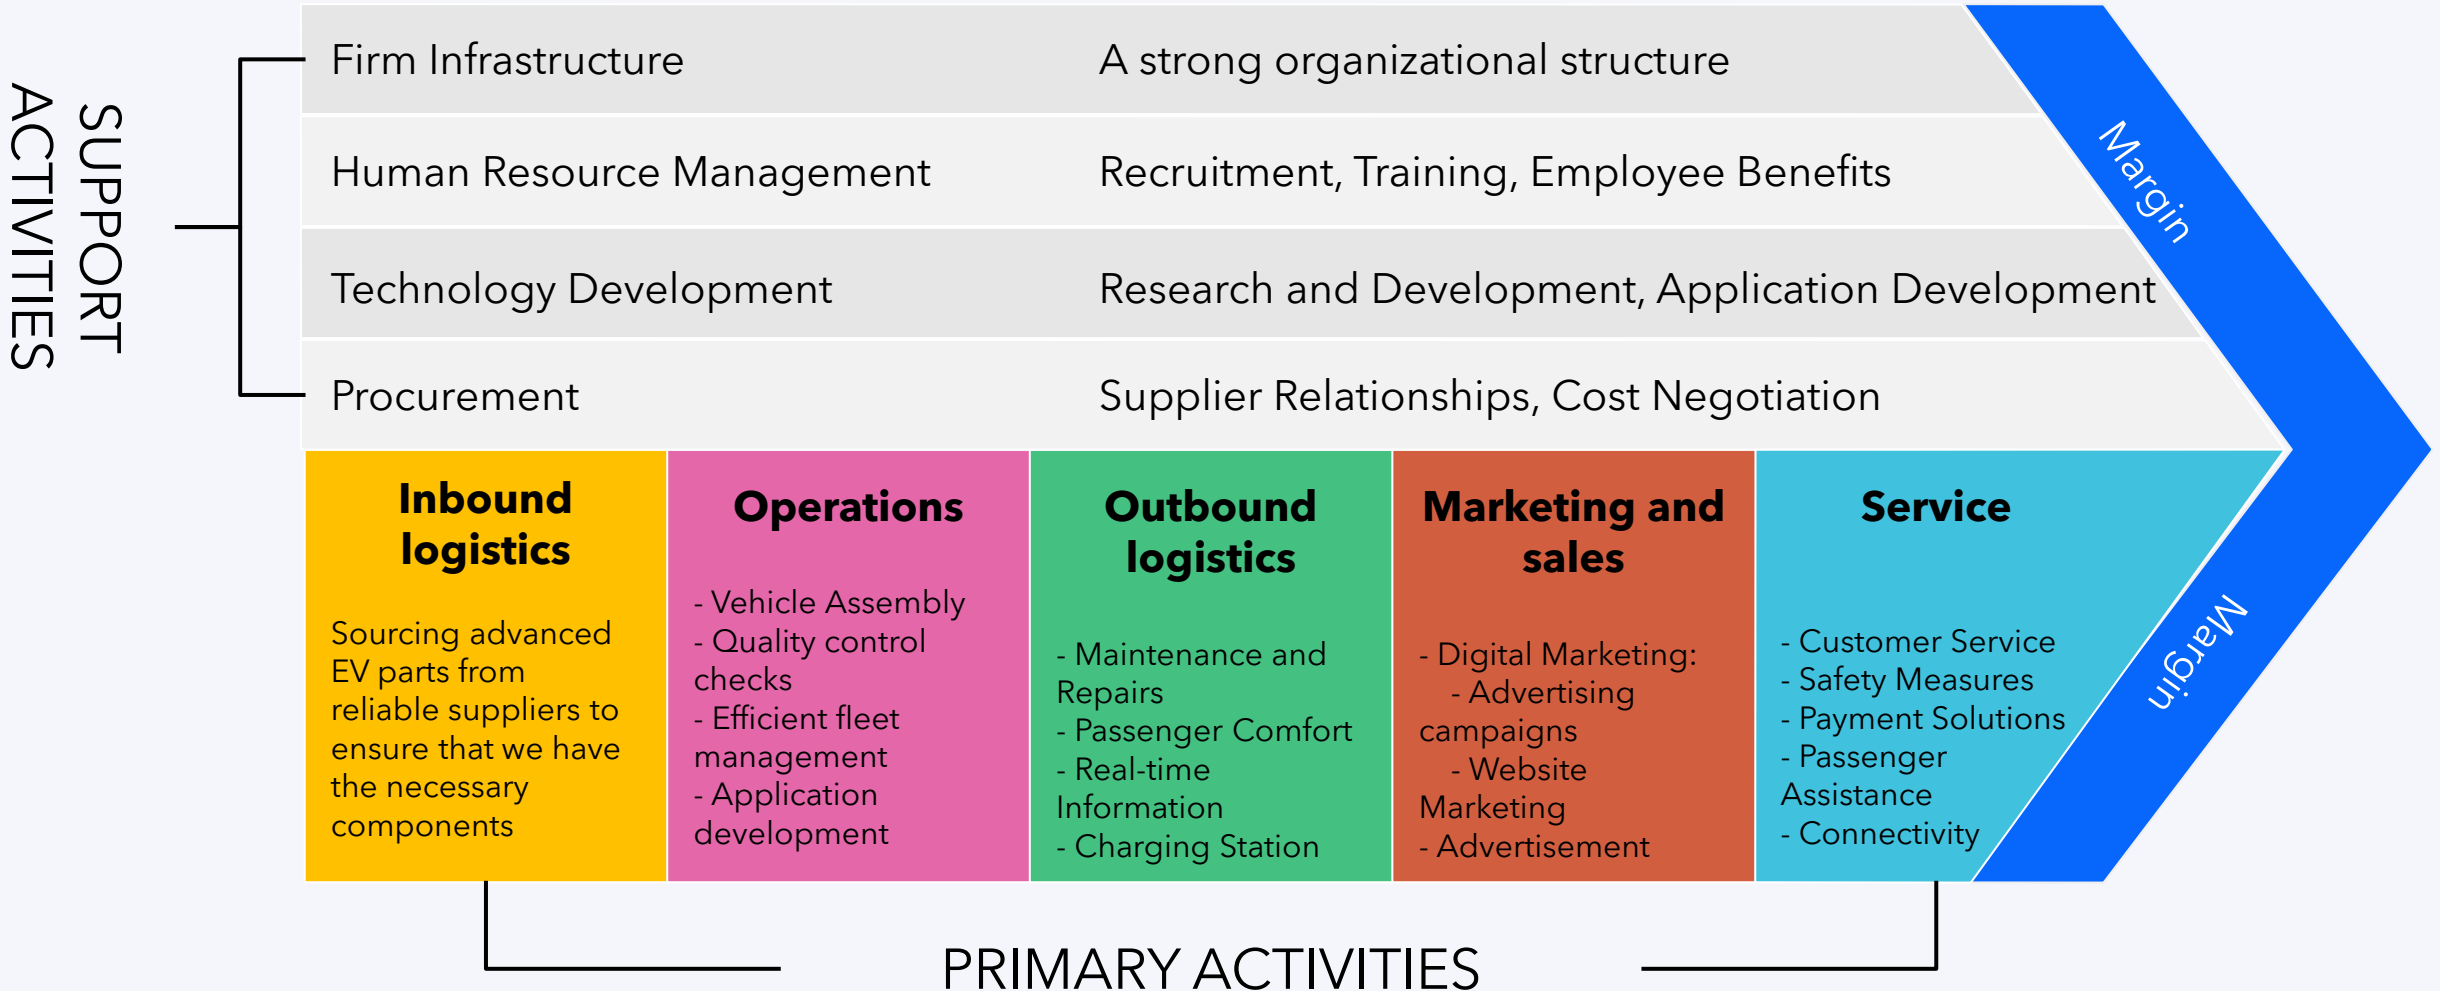 SUPPORT
ACTIVITIES
Firm Infrastructure
A strong organizational structure
Human Resource Management
Recruitment, Training, Employee Benefits
Technology Development
Research and Development, Application Development
Procurement
Supplier Relationships, Cost Negotiation
Margin
Inbound
logistics
Sourcing advanced
EV parts from
reliable suppliers to
ensure that we have
the necessary
components
Operations
- Vehicle Assembly
- Quality control
checks
- Efficient fleet
management
- Application
development
Outbound
logistics
- Maintenance and
Repairs
- Passenger Comfort
- Real-time
Information
- Charging Station
Marketing and
sales
- Digital Marketing:
- Advertising
campaigns
- Website
Marketing
- Advertisement
Service
- Customer Service
- Safety Measures
- Payment Solutions
- Passenger
Assistance
- Connectivity
Margin
PRIMARY ACTIVITIES